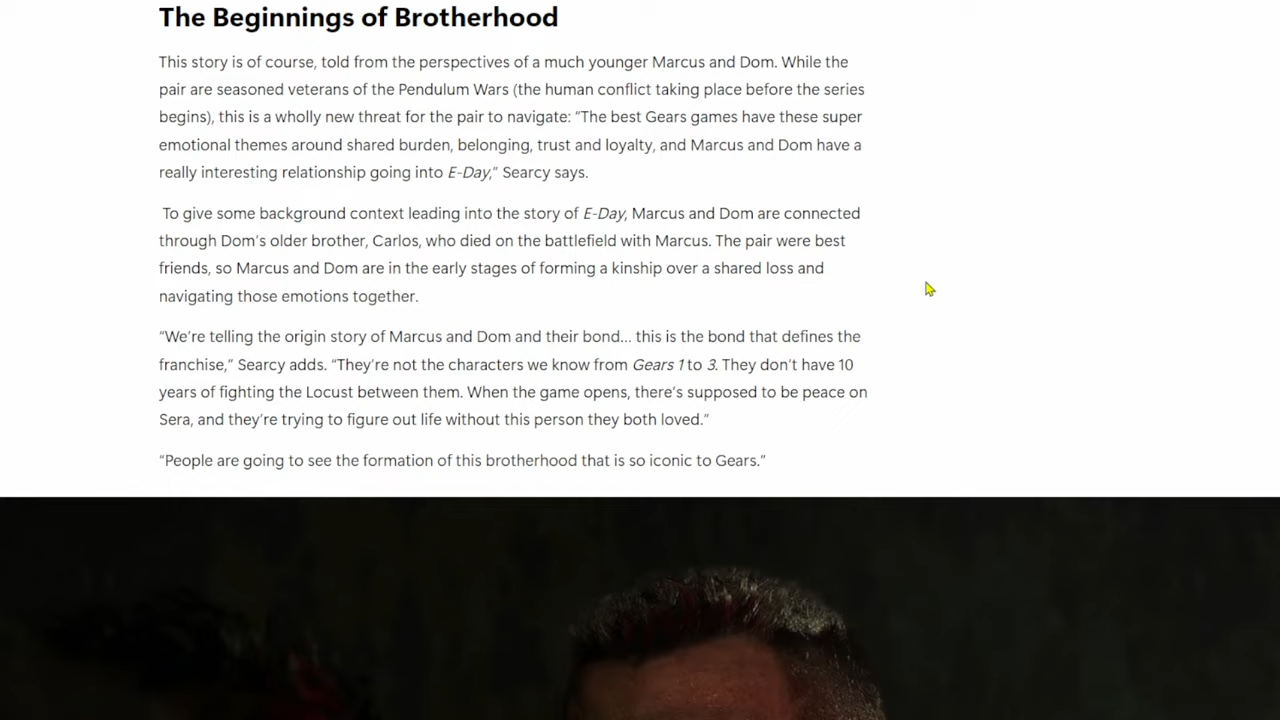 The Beginnings of Brotherhood
This story is of course, told from the perspectives of a much younger Marcus and Dom. While the
pair are seasoned veterans of the Pendulum Wars (the human conflict taking place before the series
begins), this is a wholly new threat for the pair to navigate: “The best Gears games have these super
emotional themes around shared burden, belonging, trust and loyalty, and Marcus and Dom have a
really interesting relationship going into E-Day,” Searcy says.
To give some background context leading into the story of E-Day, Marcus and Dom are connected
through Dom’s older brother, Carlos, who died on the battlefield with Marcus. The pair were best
friends, so Marcus and Dom are in the early stages of forming a kinship over a shared loss and
navigating those emotions together.
“We’re telling the origin story of Marcus and Dom and their bond… this is the bond that defines the
franchise,” Searcy adds. “They’re not the characters we know from Gears 1 to 3. They don’t have 10
years of fighting the Locust between them. When the game opens, there’s supposed to be peace on
Sera, and they’re trying to figure out life without this person they both loved.”
“People are going to see the formation of this brotherhood that is so iconic to Gears.”